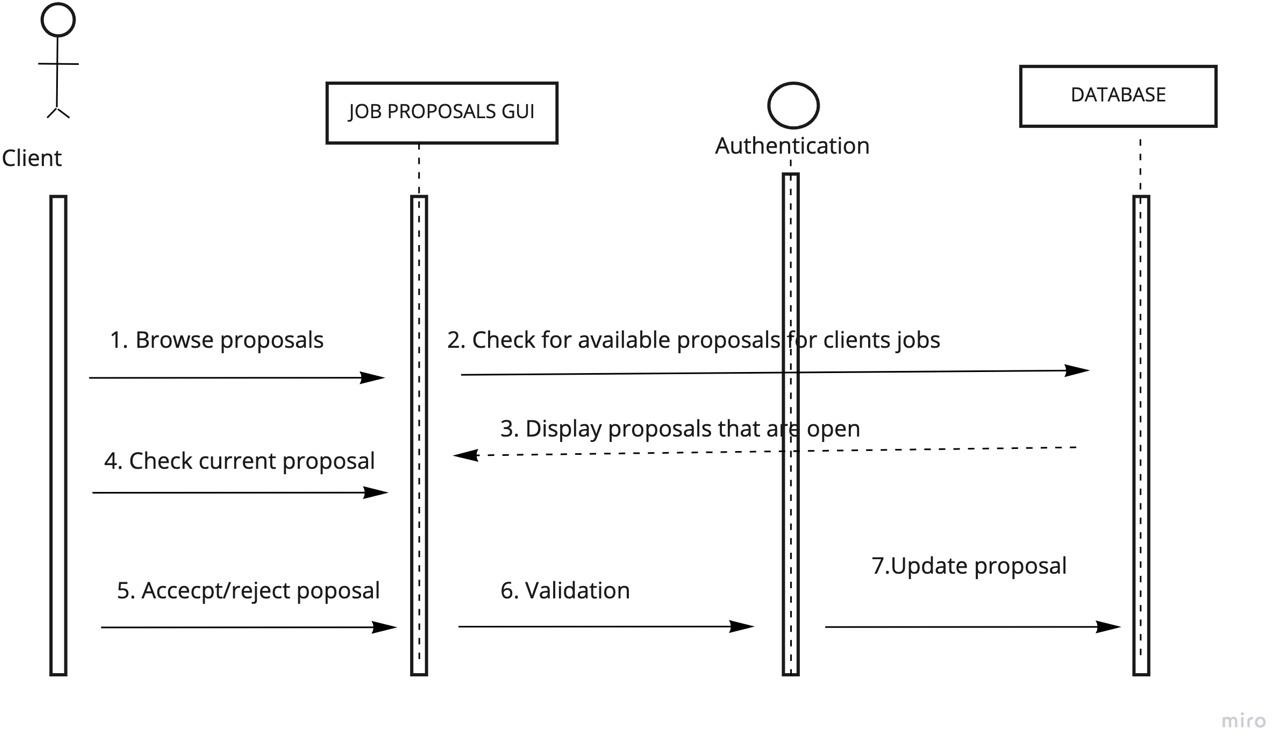 DATABASE
JOB PROPOSALS GUI
Authentication
Client
1. Browse proposals
2. Check for available proposals for clients jobs
3. Display proposals that are open
4. Check current proposal
7.Update proposal
5. Accecpt/reject poposal
6. Validation
miro